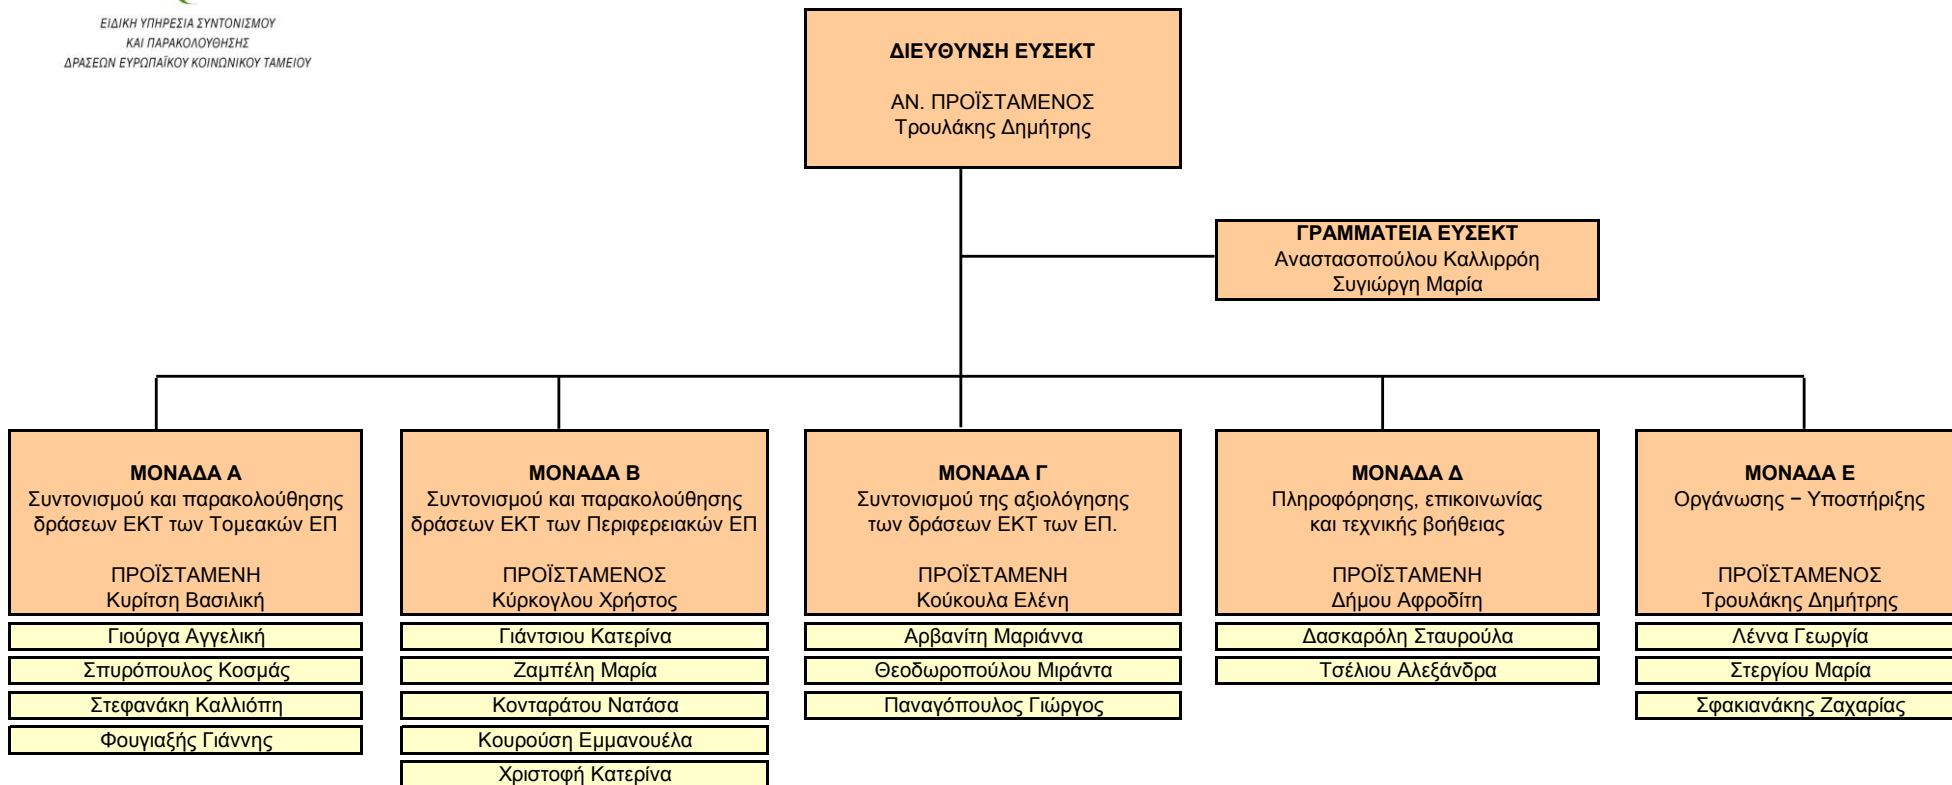 ΕΙΔΙΚΗ ΥΠΗΡΕΣΙΑ ΣΥΝΤΟΝΙΣΜΟΥ
ΚΑΙ ΠΑΡΑΚΟΛΟΥΘΗΣΗΣ
ΔΡΑΣΕΩΝ ΕΥΡΩΠΑΪΚΟΥ ΚΟΙΝΩΝΙΚΟΥ ΤΑΜΕΙΟΥ
ΔΙΕΥΘΥΝΣΗ ΕΥΣΕΚΤ
ΑΝ. ΠΡΟΪΣΤΑΜΕΝΟΣ
Τρουλάκης Δημήτρης
ΓΡΑΜΜΑΤΕΙΑ ΕΥΣΕΚΤ
Αναστασοπούλου Καλλιρρόη
Συγιώργη Μαρία
ΜΟΝΑΔΑ Α
Συντονισμού και παρακολούθησης
δράσεων ΕΚΤ των Τομεακών ΕΠ
ΠΡΟΪΣΤΑΜΕΝΗ
Κυρίτση Βασιλική
Γιούργα Αγγελική
Σπυρόπουλος Κοσμάς
Στεφανάκη Καλλιόπη
Φουγιαξής Γιάννης
ΜΟΝΑΔΑ Β
Συντονισμού και παρακολούθησης
δράσεων ΕΚΤ των Περιφερειακών ΕΠ
ΠΡΟΪΣΤΑΜΕΝΟΣ
Κύρκογλου Χρήστος
Γιάντσιου Κατερίνα
Ζαμπέλη Μαρία
Κονταράτου Νατάσα
Κουρούση Εμμανουέλα
Χριστοφή Κατερίνα
ΜΟΝΑΔΑ Γ
Συντονισμού της αξιολόγησης
των δράσεων ΕΚΤ των ΕΠ.
ΠΡΟΪΣΤΑΜΕΝΗ
Κούκουλα Ελένη
Αρβανίτη Μαριάννα
Θεοδωροπούλου Μιράντα
Παναγόπουλος Γιώργος
ΜΟΝΑΔΑ Δ
Πληροφόρησης, επικοινωνίας
και τεχνικής βοήθειας
ΠΡΟΪΣΤΑΜΕΝΗ
Δήμου Αφροδίτη
Δασκαρόλη Σταυρούλα
Τσέλιου Αλεξάνδρα
ΜΟΝΑΔΑ Ε
Οργάνωσης – Υποστήριξης
ΠΡΟΪΣΤΑΜΕΝΟΣ
Τρουλάκης Δημήτρης
Λέννα Γεωργία
Στεργίου Μαρία
Σφακιανάκης Ζαχαρίας